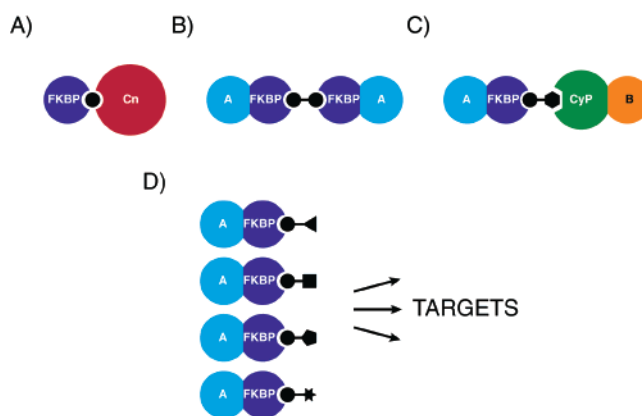 A)
B)
C)
FKBP Cn
A FKBP FKBP A
A FKBP CyP B
D)
A FKBP
A FKBP
A FKBP
A FKBP
TARGETS